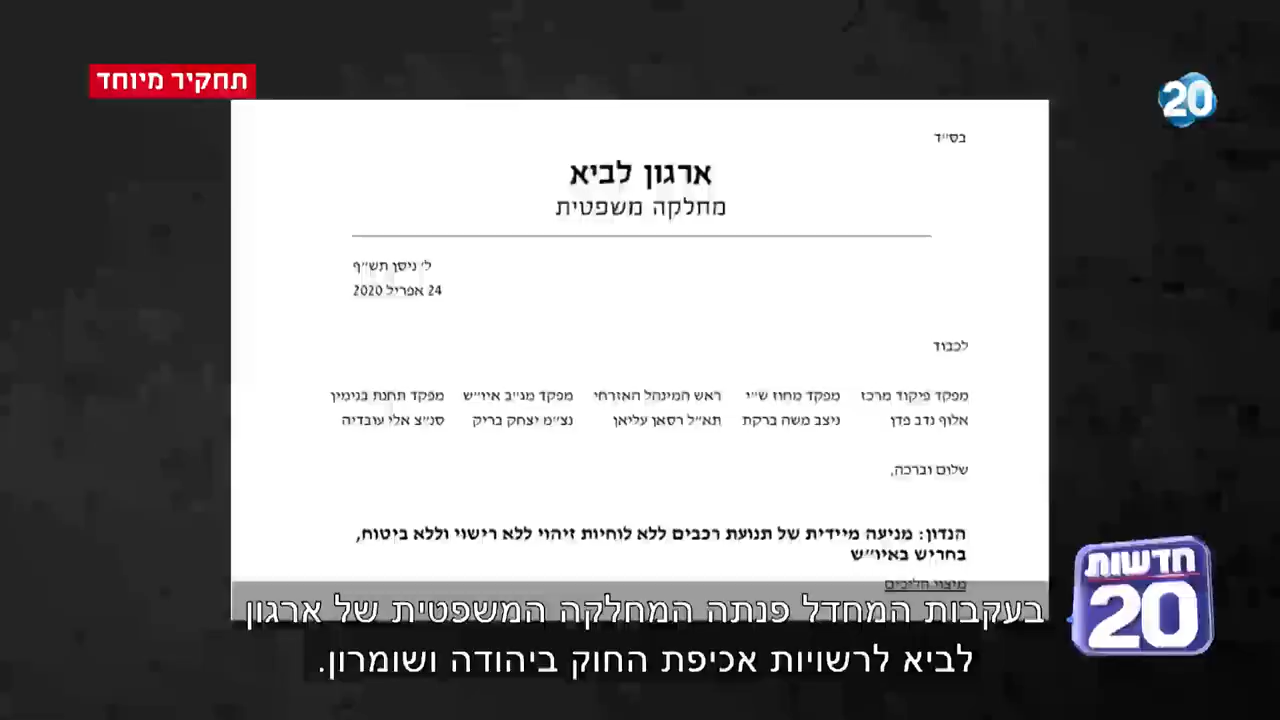 תחקיר מיוחד
20
בס״ד
ארגון לביא
מחלקה משפטית
ל׳ ניסן תש״ף
24 אפריל 2020
לכבוד
מפקד פיקוד מרכז מפקד מחוז ש״י ראש המינהל האזרחי מפקד מג״ב איו״ש מפקד תחנת בנימין
אלוף נדב פדן ניצב משה ברקת תא״ל רסאן עליאן נצ״מ יצחק בריק סנ״צ אלי עובדיה
שלום וברכה,
הנדון: מניעה מיידית של תנועת רכבים ללא לוחיות זיהוי ללא רישוי וללא ביטוח,
בחריש באיו״ש
מיצוי הליכים
בעקבות המחדל פנתה המחלקה המשפטית של ארגון
לביא לרשויות אכיפת החוק ביהודה ושומרון.
חדשות
20